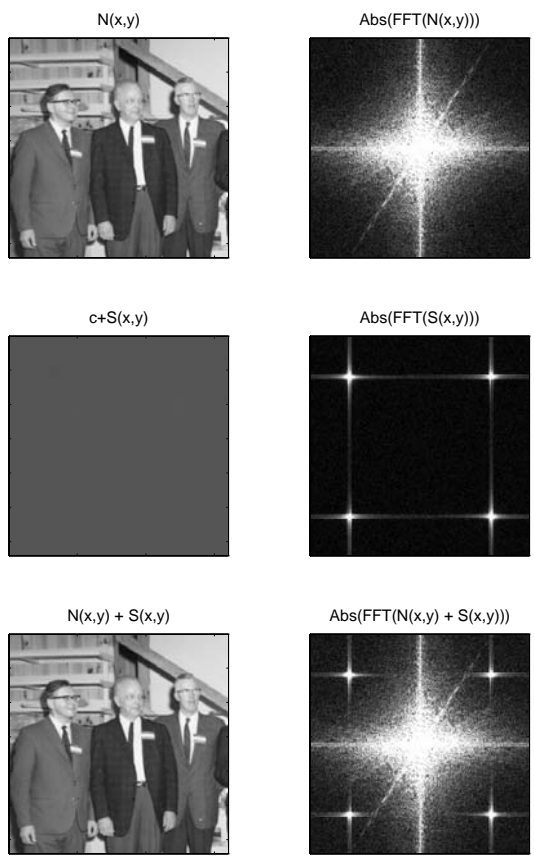 N(x,y)
Abs(FFT(N(x,y)))
c+S(x,y)
Abs(FFT(S(x,y)))
N(x,y) + S(x,y)
Abs(FFT(N(x,y) + S(x,y)))